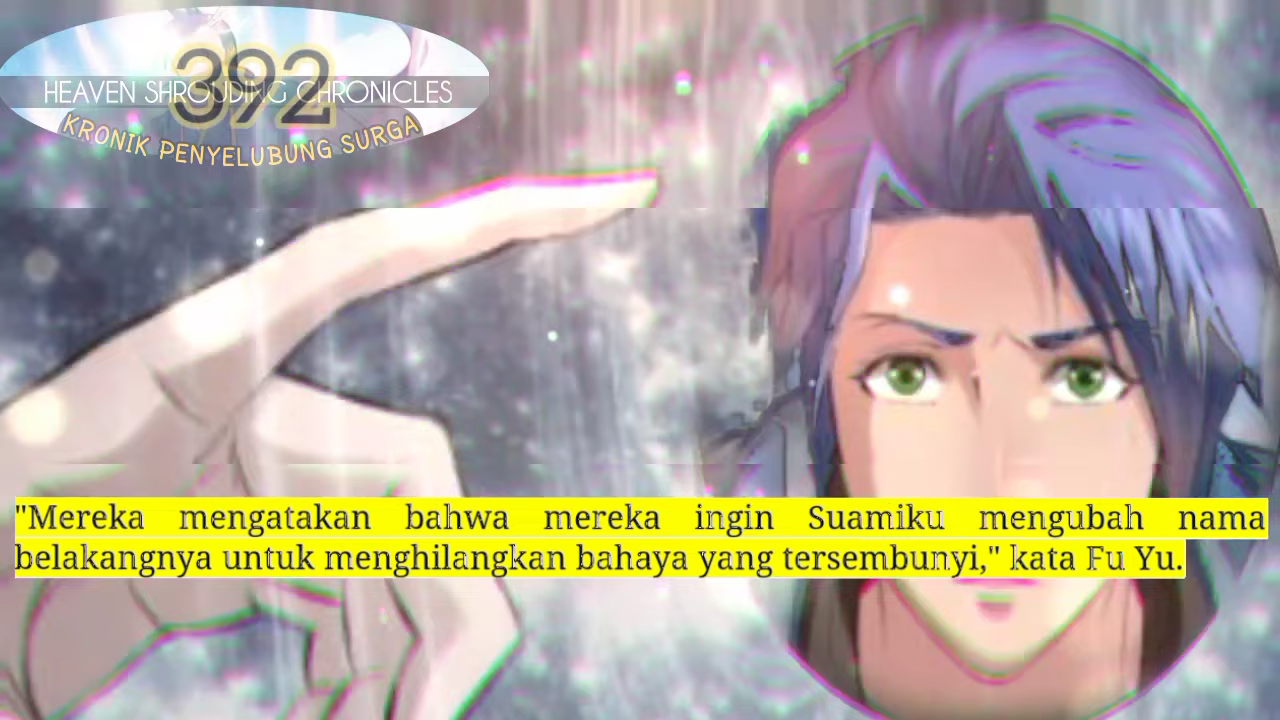 392
HEAVEN SHROUDING CHRONICLES
KRONIK PENYELUBUNG SURGA
"Mereka mengatakan bahwa mereka ingin Suamiku mengubah nama
belakangnya untuk menghilangkan bahaya yang tersembunyi," kata Fu Yu.